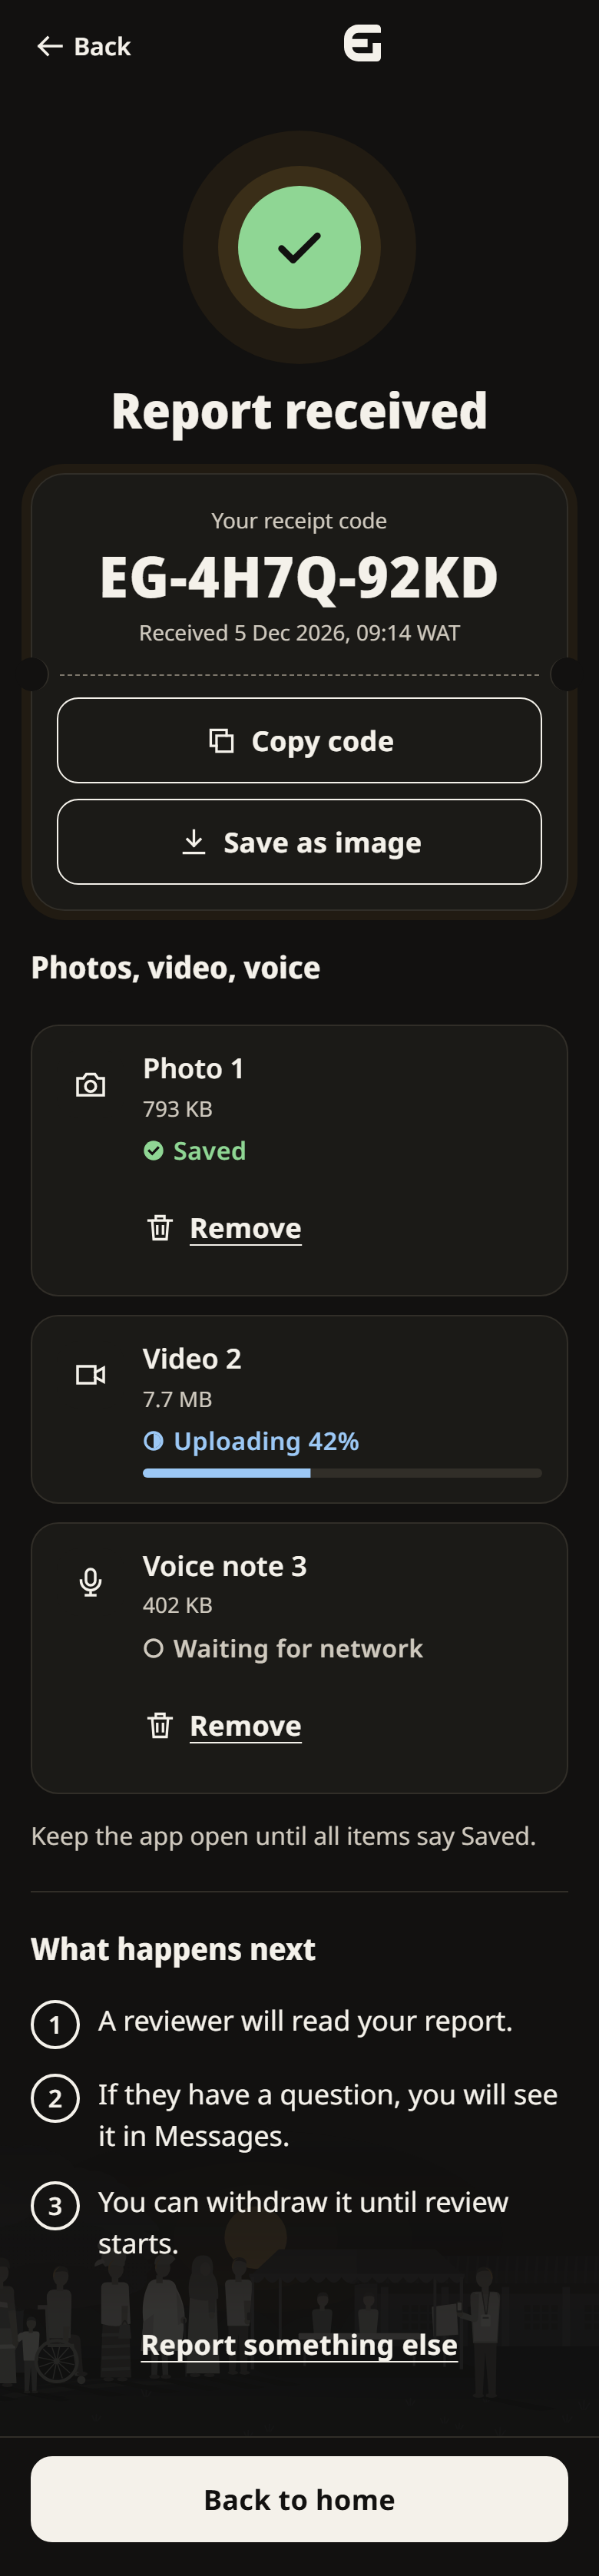 Back
Report received
Your receipt code
EG-4H7Q-92KD
Received 5 Dec 2026, 09:14 WAT
Copy code
Save as image
Photos, video, voice
Photo 1
793 KB
Saved
Remove
Video 2
7.7 MB
Uploading 42%
Voice note 3
402 KB
Waiting for network
Remove
Keep the app open until all items say Saved.
What happens next
1 A reviewer will read your report.
2 If they have a question, you will see
it in Messages.
3 You can withdraw it until review
starts.
Report something else
Back to home